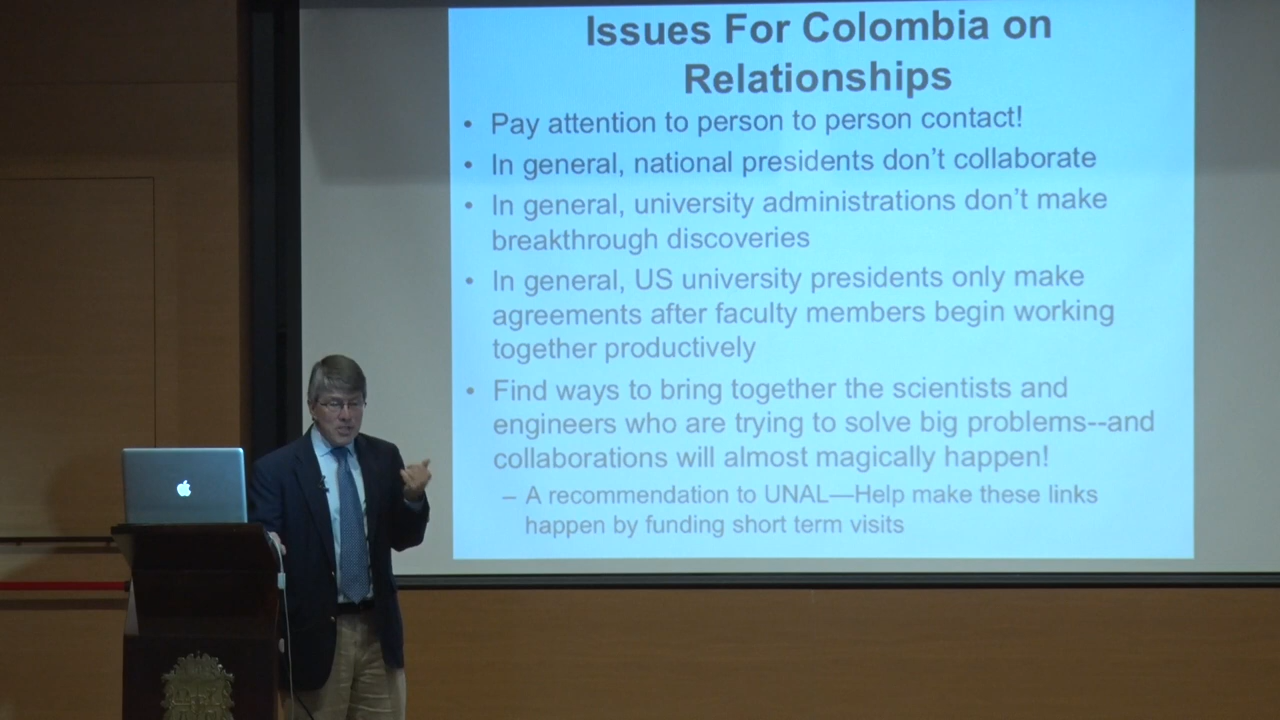 Issues For Colombia on
Relationships
• Pay attention to person to person contact!
• In general, national presidents don't collaborate
• In general, university administrations don't make
breakthrough discoveries
• In general, US university presidents only make
agreements after faculty members begin working
together productively
• Find ways to bring together the scientists and
engineers who are trying to solve big problems--and
collaborations will almost magically happen!
– A recommendation to UNAL—Help make these links
happen by funding short term visits